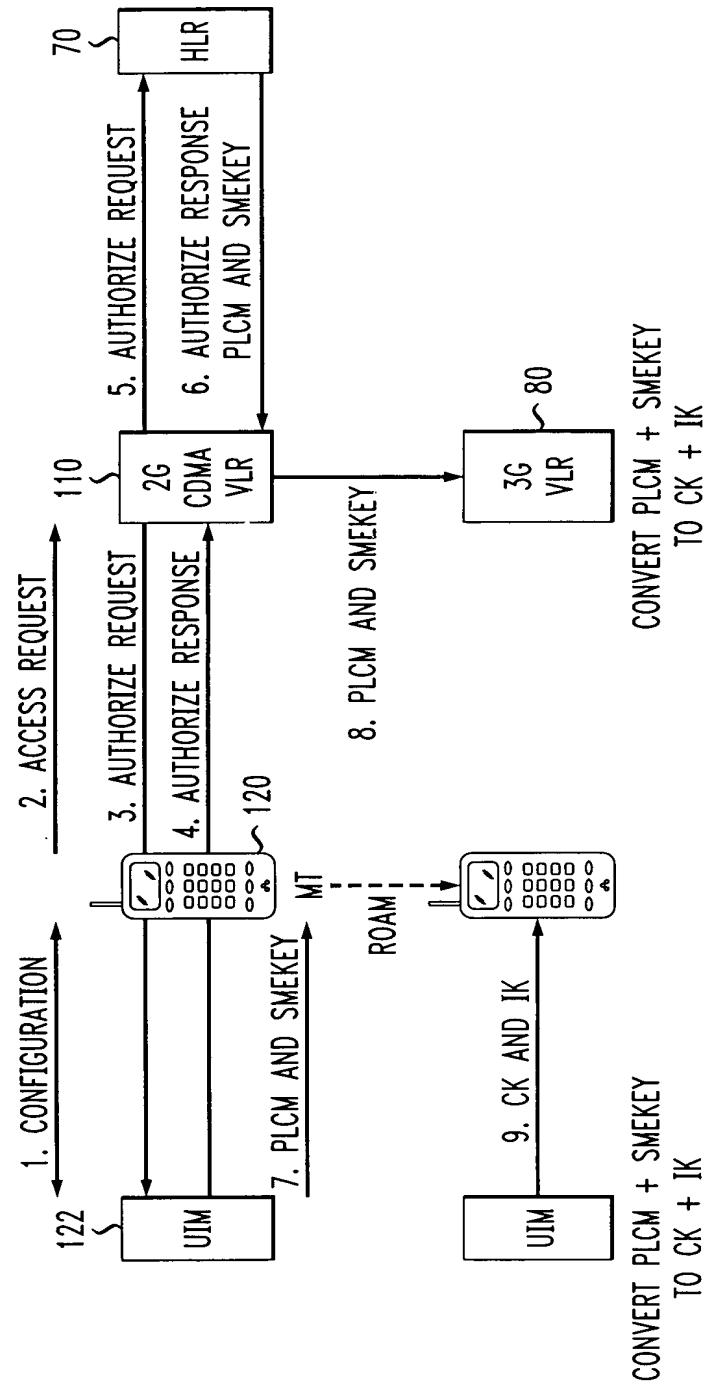 1. CONFIGURATION
2. ACCESS REQUEST
122
UIM
3. AUTHORIZE REQUEST
4. AUTHORIZE RESPONSE
120
MT
110
2G
CDMA
VLR
5. AUTHORIZE REQUEST
6. AUTHORIZE RESPONSE
PLCM AND SMEKEY
70
HLR
7. PLCM AND SMEKEY
ROAM
8. PLCM AND SMEKEY
UIM
9. CK AND IK
3G
VLR
80
CONVERT PLCM + SMEKEY
TO CK + IK
CONVERT PLCM + SMEKEY
TO CK + IK